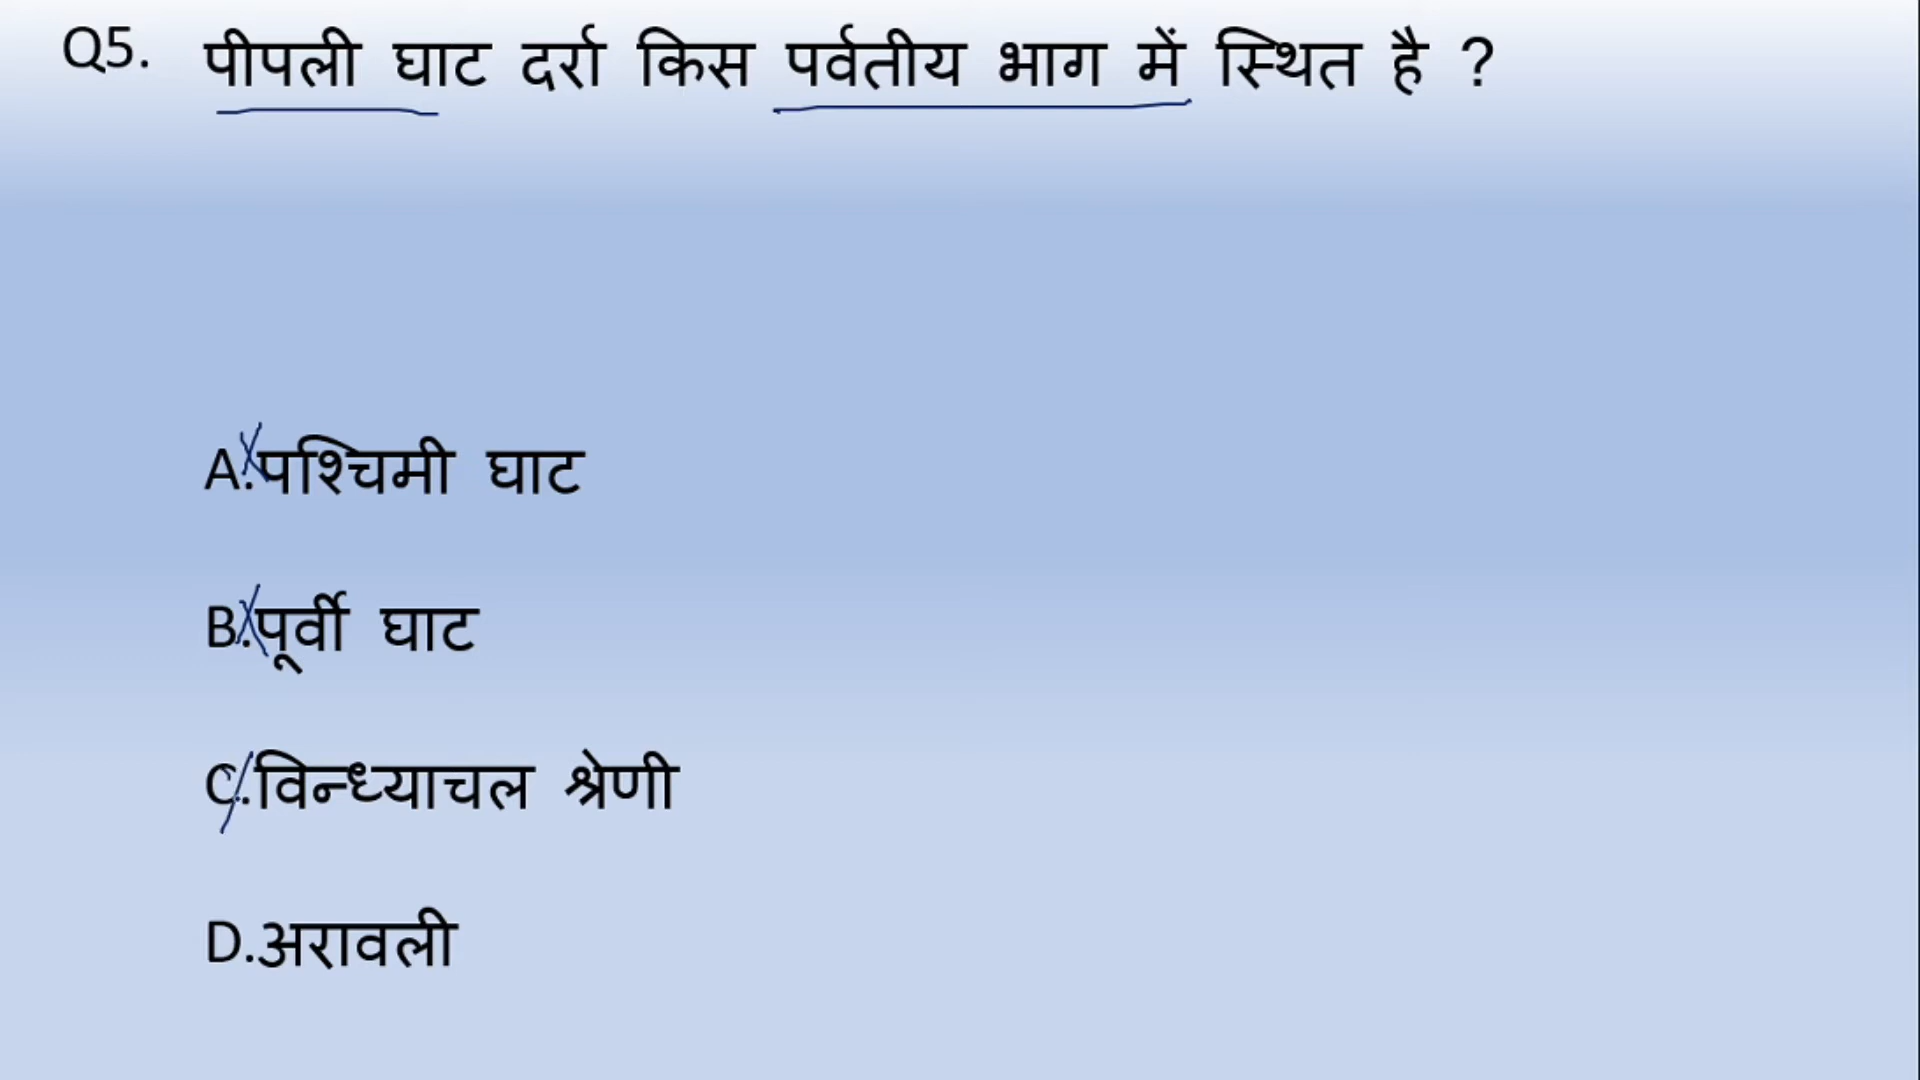 Q5. पीपली घाट दर्रा किस पर्वतीय भाग में स्थित है ?
A.पश्चिमी घाट
B.पूर्वी घाट
C.विन्ध्याचल श्रेणी
D.अरावली